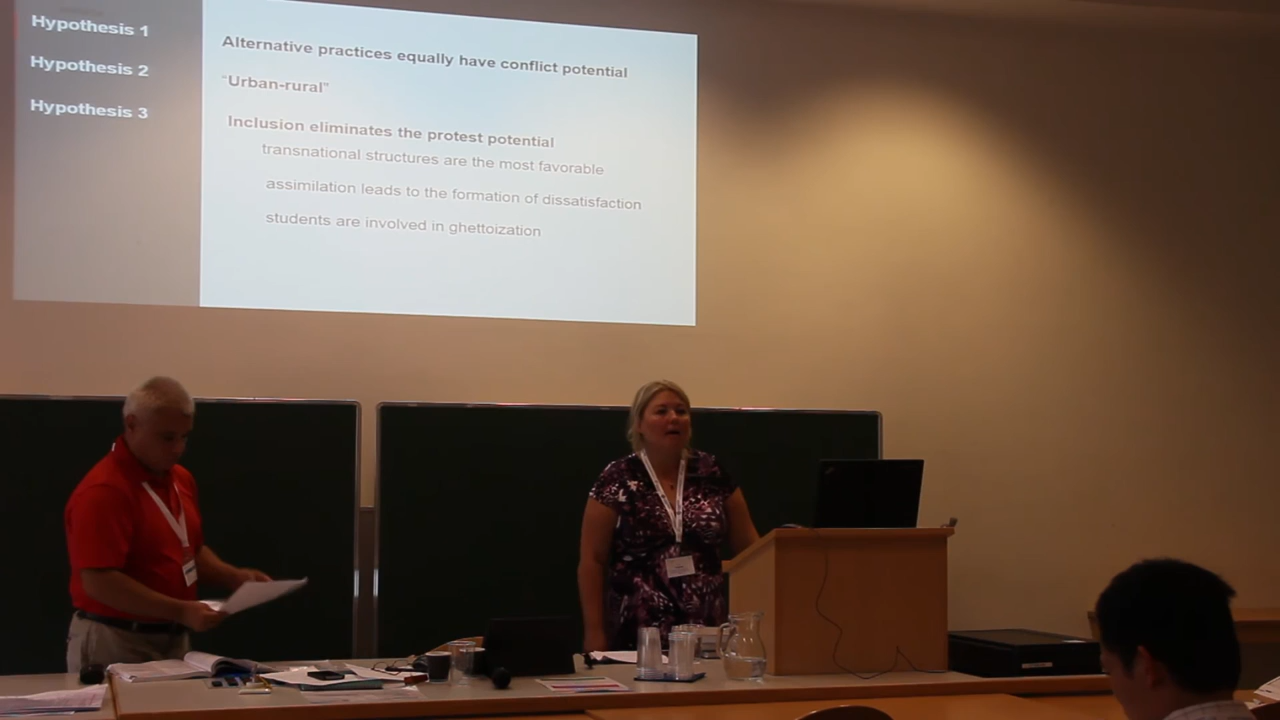 Hypothesis 1
Hypothesis 2
Hypothesis 3
Alternative practices equally have conflict potential
“Urban-rural”
Inclusion eliminates the protest potential
transnational structures are the most favorable
assimilation leads to the formation of dissatisfaction
students are involved in ghettoization